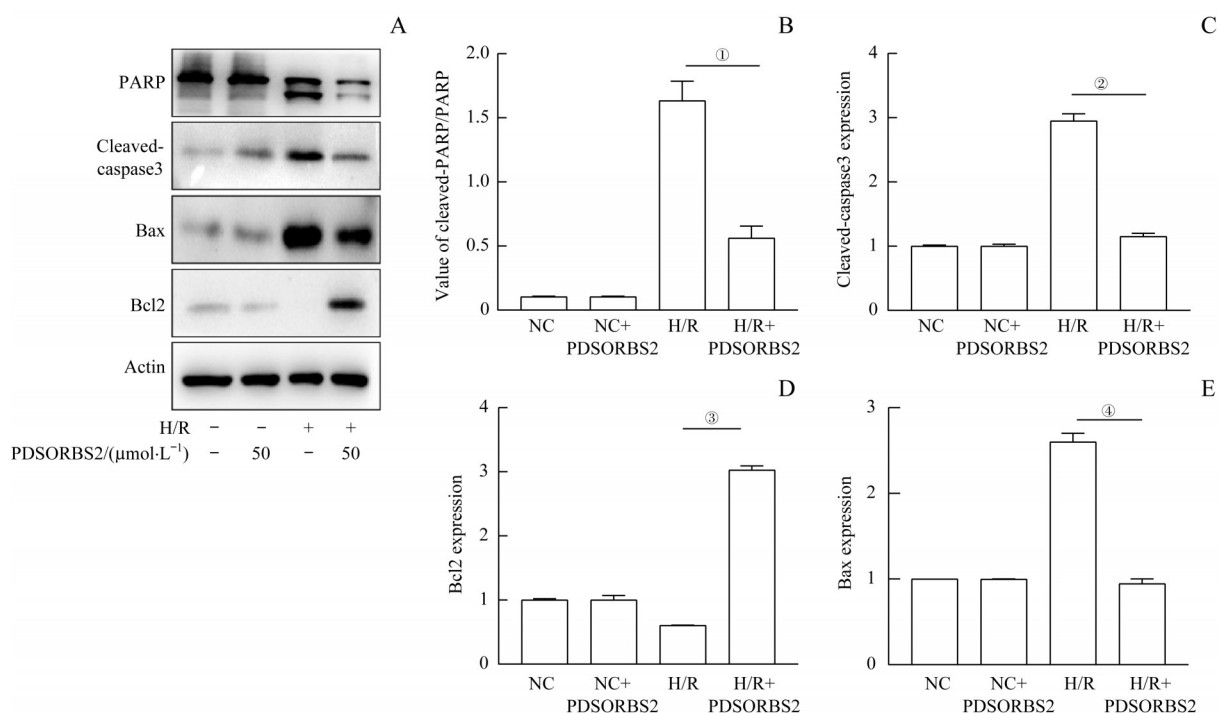 A
PARP
Cleaved-
caspase3
Bax
Bcl2
Actin
H/R − − + +
PDSORBS2/(μmol·L⁻¹) − 50 − 50
B
Value of cleaved-PARP/PARP
2.0
1.5
1.0
0.5
0
①
NC NC+ H/R H/R+
PDSORBS2 PDSORBS2
C
Cleaved-caspase3 expression
4
3
2
1
0
②
NC NC+ H/R H/R+
PDSORBS2 PDSORBS2
D
Bcl2 expression
4
3
2
1
0
③
NC NC+ H/R H/R+
PDSORBS2 PDSORBS2
E
Bax expression
3
2
1
0
④
NC NC+ H/R H/R+
PDSORBS2 PDSORBS2